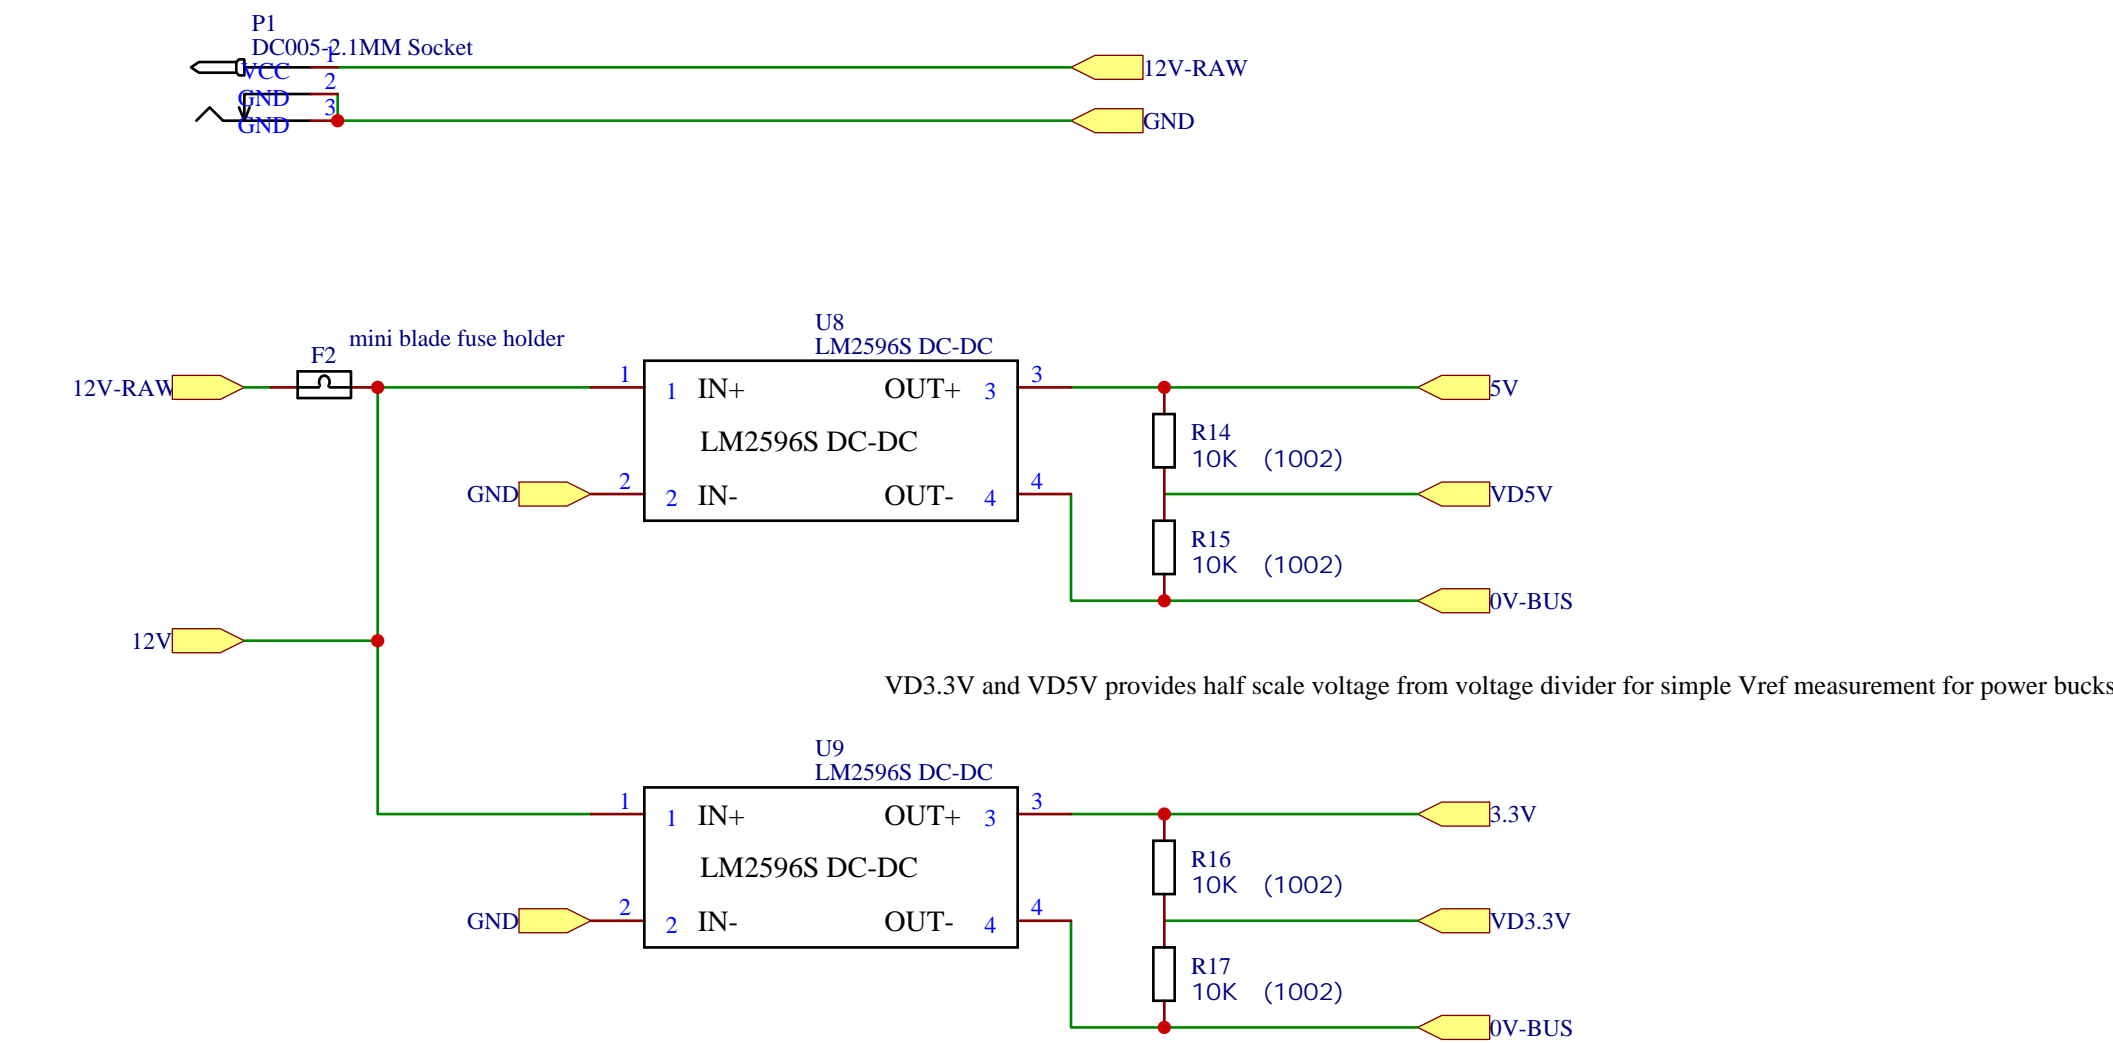 P1
DC005-2.1MM Socket
1
VCC
2
GND
3
GND
12V-RAW
GND
mini blade fuse holder
F2
12V-RAW
12V
U8
LM2596S DC-DC
1
1 IN+ OUT+ 3
3
LM2596S DC-DC
GND
2
2 IN- OUT- 4
4
5V
R14
10K (1002)
VD5V
R15
10K (1002)
0V-BUS
VD3.3V and VD5V provides half scale voltage from voltage divider for simple Vref measurement for power bucks
U9
LM2596S DC-DC
1
1 IN+ OUT+ 3
3
LM2596S DC-DC
GND
2
2 IN- OUT- 4
4
3.3V
R16
10K (1002)
VD3.3V
R17
10K (1002)
0V-BUS